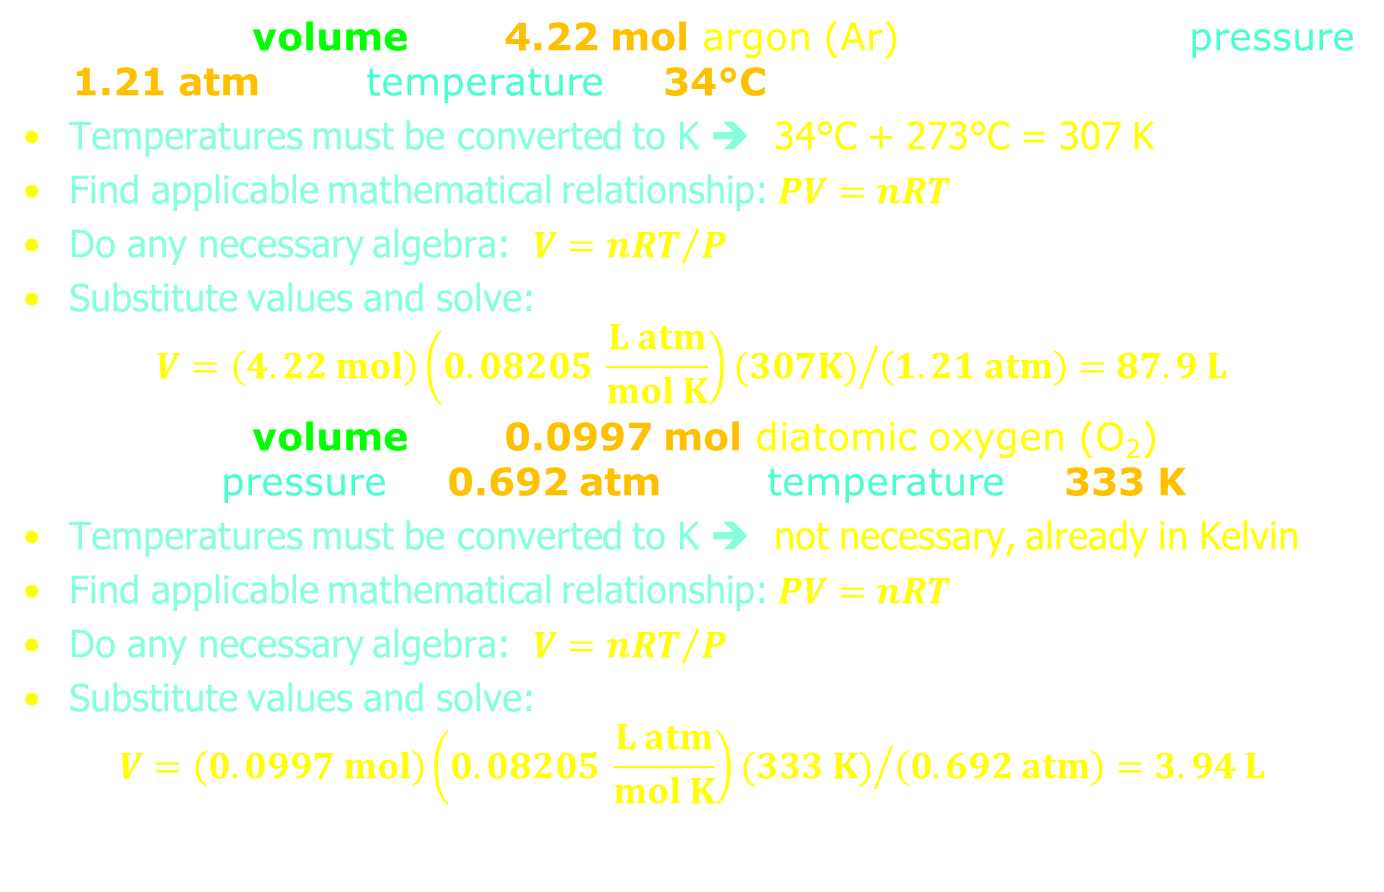 volume 4.22 mol argon (Ar) pressure
1.21 atm temperature 34°C
• Temperatures must be converted to K ➔ 34°C + 273°C = 307 K
• Find applicable mathematical relationship: PV = nRT
• Do any necessary algebra: V = nRT/P
• Substitute values and solve:
V = (4.22 mol)(0.08205 L atm/mol K)(307K)/(1.21 atm) = 87.9 L
volume 0.0997 mol diatomic oxygen (O₂)
pressure 0.692 atm temperature 333 K
• Temperatures must be converted to K ➔ not necessary, already in Kelvin
• Find applicable mathematical relationship: PV = nRT
• Do any necessary algebra: V = nRT/P
• Substitute values and solve:
V = (0.0997 mol)(0.08205 L atm/mol K)(333 K)/(0.692 atm) = 3.94 L